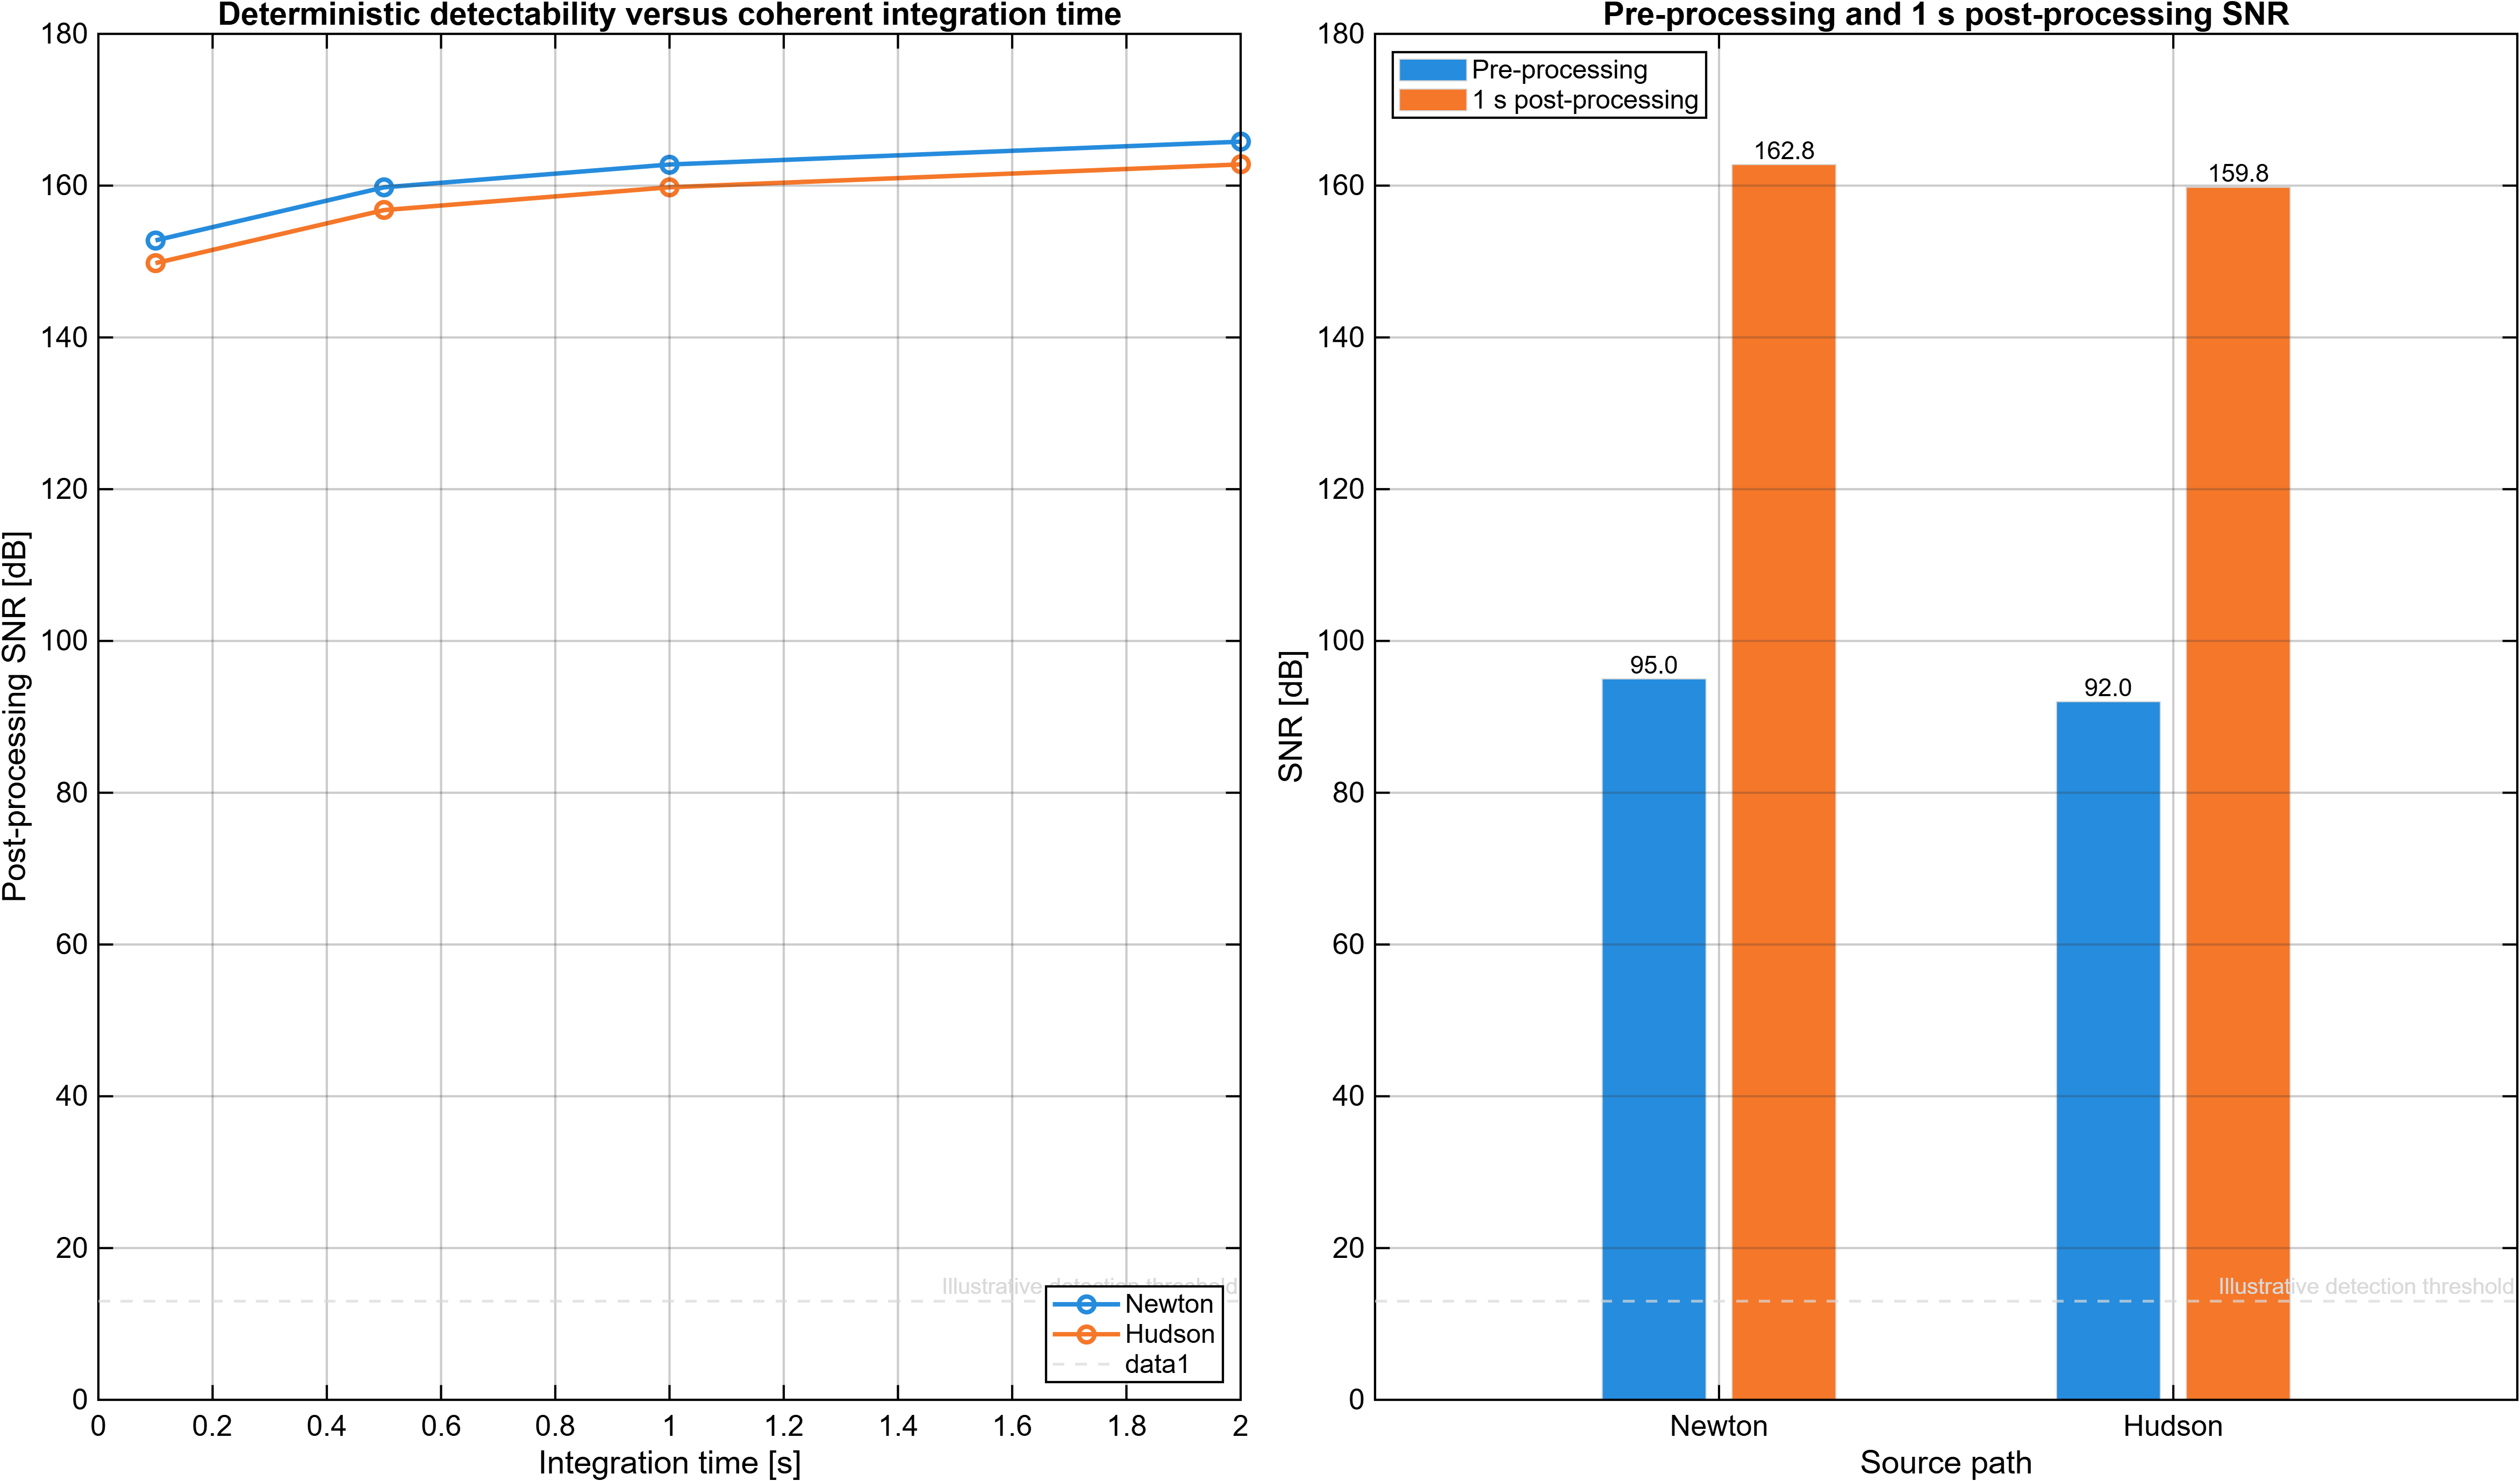 Deterministic detectability versus coherent integration time
180
160
140
120
100
80
60
40
20
0
Post-processing SNR [dB]
Illustrative detection threshold
Newton
Hudson
data1
0 0.2 0.4 0.6 0.8 1 1.2 1.4 1.6 1.8 2
Integration time [s]
Pre-processing and 1 s post-processing SNR
180
160
140
120
100
80
60
40
20
0
SNR [dB]
Pre-processing
1 s post-processing
162.8
159.8
95.0
92.0
Illustrative detection threshold
Newton Hudson
Source path